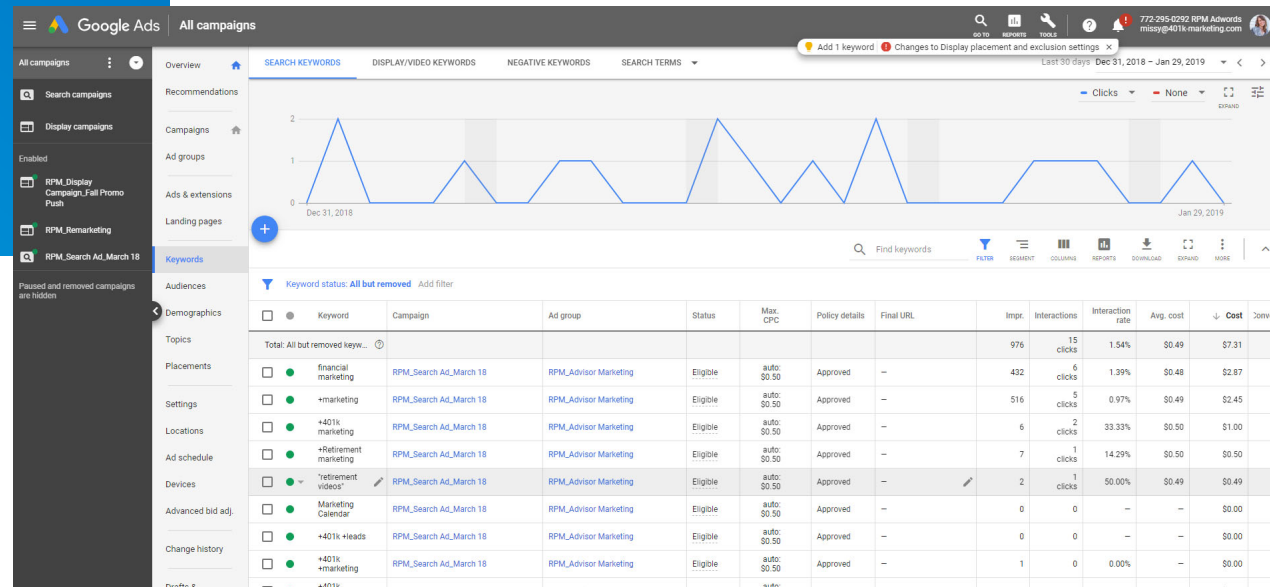 Google Ads All campaigns
GO TO REPORTS TOOLS
772-295-0292 RPM Adwords
missy@401k-marketing.com
Add 1 keyword Changes to Display placement and exclusion settings ×
All campaigns
Search campaigns
Display campaigns
Enabled
RPM_Display
Campaign_Fall Promo
Push
RPM_Remarketing
RPM_Search Ad_March 18
Paused and removed campaigns
are hidden
Overview
Recommendations
Campaigns
Ad groups
Ads & extensions
Landing pages
Keywords
Audiences
Demographics
Topics
Placements
Settings
Locations
Ad schedule
Devices
Advanced bid adj.
Change history
Drafts &
SEARCH KEYWORDS DISPLAY/VIDEO KEYWORDS NEGATIVE KEYWORDS SEARCH TERMS
Last 30 days Dec 31, 2018 – Jan 29, 2019
Clicks None
EXPAND
2
1
0
Dec 31, 2018 Jan 29, 2019
Find keywords
FILTER SEGMENT COLUMNS REPORTS DOWNLOAD EXPAND MORE
Keyword status: All but removed Add filter
Keyword Campaign Ad group Status Max. CPC Policy details Final URL Impr. Interactions Interaction rate Avg. cost Cost Conv
Total: All but removed keyw... 976 15 clicks 1.54% $0.49 $7.31
financial marketing RPM_Search Ad_March 18 RPM_Advisor Marketing Eligible auto: $0.50 Approved – 432 6 clicks 1.39% $0.48 $2.87
+marketing RPM_Search Ad_March 18 RPM_Advisor Marketing Eligible auto: $0.50 Approved – 516 5 clicks 0.97% $0.49 $2.45
+401k marketing RPM_Search Ad_March 18 RPM_Advisor Marketing Eligible auto: $0.50 Approved – 6 2 clicks 33.33% $0.50 $1.00
+Retirement marketing RPM_Search Ad_March 18 RPM_Advisor Marketing Eligible auto: $0.50 Approved – 7 1 clicks 14.29% $0.50 $0.50
"retirement videos" RPM_Search Ad_March 18 RPM_Advisor Marketing Eligible auto: $0.50 Approved – 2 1 clicks 50.00% $0.49 $0.49
Marketing Calendar RPM_Search Ad_March 18 RPM_Advisor Marketing Eligible auto: $0.50 Approved – 0 0 – – $0.00
+401k +leads RPM_Search Ad_March 18 RPM_Advisor Marketing Eligible auto: $0.50 Approved – 0 0 – – $0.00
+401k +marketing RPM_Search Ad_March 18 RPM_Advisor Marketing Eligible auto: $0.50 Approved – 1 0 0.00% – $0.00
+401k auto: